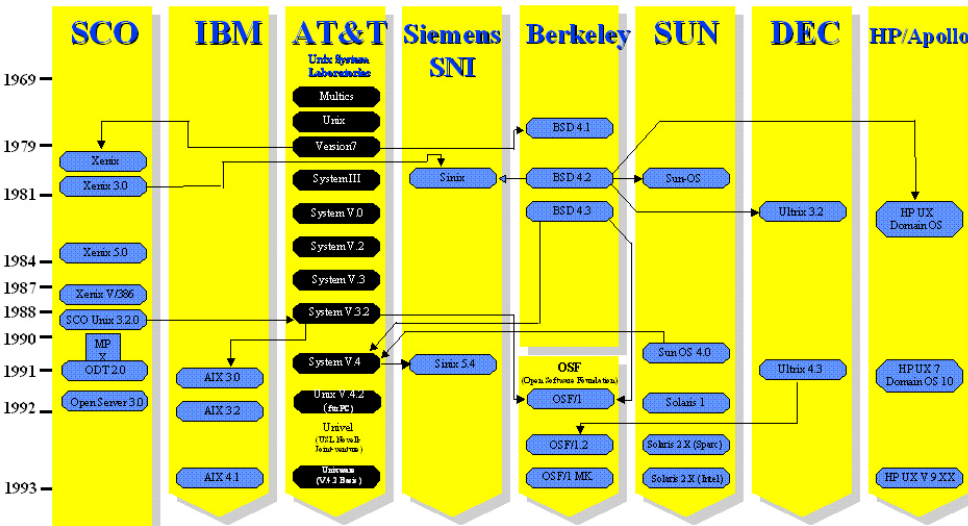 SCO
IBM
AT&T
Unix System
Laboratories
Siemens
SNI
Berkeley
SUN
DEC
HP/Apollo
1969
1979
1981
1984
1987
1988
1990
1991
1992
1993
Xenix
Xenix 3.0
Xenix 5.0
Xenix V/386
SCO Unix 3.2.0
MP
X
ODT 2.0
Open Server 3.0
AIX 3.0
AIX 3.2
AIX 4.1
Multics
Unix
Version7
SystemIII
System V.0
System V.2
System V.3
System V.3.2
System V.4
Unix V.4.2
(für PC)
Univel
(USL Novell-
Joint-venture)
Unixware
(V.4.2 Basis)
Sinix
Sinix 5.4
BSD 4.1
BSD 4.2
BSD 4.3
OSF
(Open Software Foundation)
OSF/1
OSF/1.2
OSF/1 MK
Sun-OS
Sun OS 4.0
Solaris 1
Solaris 2.X (Sparc)
Solaris 2.X (Intel)
Ultrix 3.2
Ultrix 4.3
HP UX
Domain OS
HP UX 7
Domain OS 10
HP UX V 9.XX